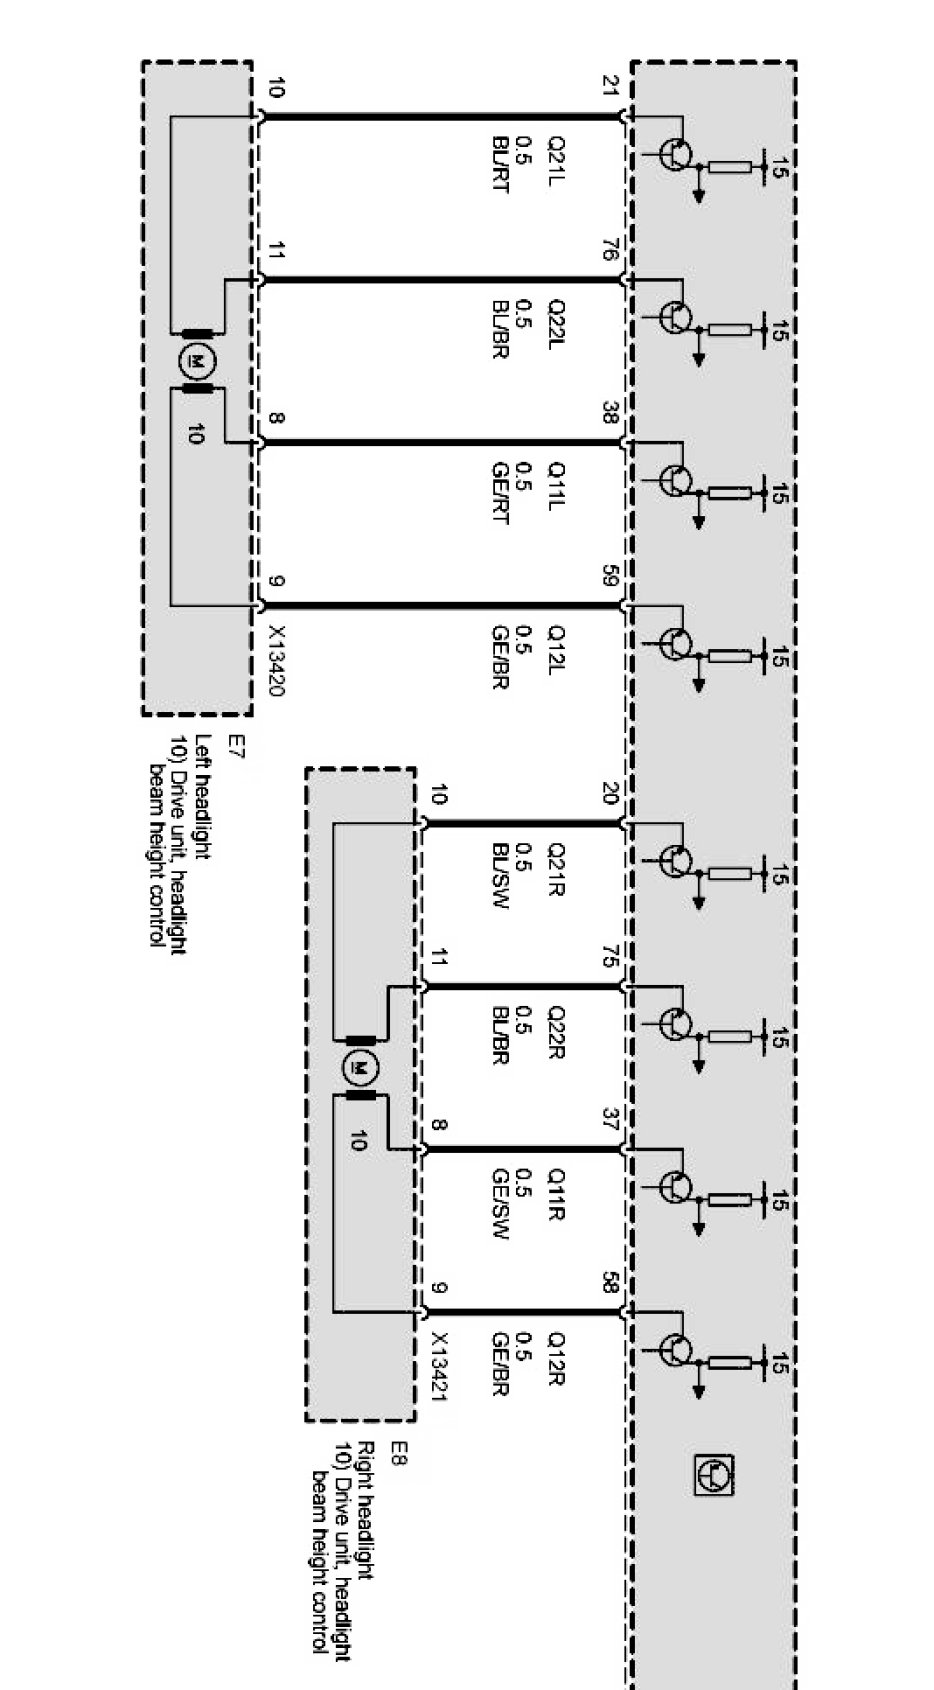 15
15
15
15
15
15
15
15
21
76
38
59
20
75
37
58
Q21L
0.5
BL/RT
Q22L
0.5
BL/BR
Q11L
0.5
GE/RT
Q12L
0.5
GE/BR
Q21R
0.5
BL/SW
Q22R
0.5
BL/BR
Q11R
0.5
GE/SW
Q12R
0.5
GE/BR
10
11
8
9
X13420
10
11
8
9
X13421
M
10
M
10
E7
Left headlight
10) Drive unit, headlight
beam height control
E8
Right headlight
10) Drive unit, headlight
beam height control